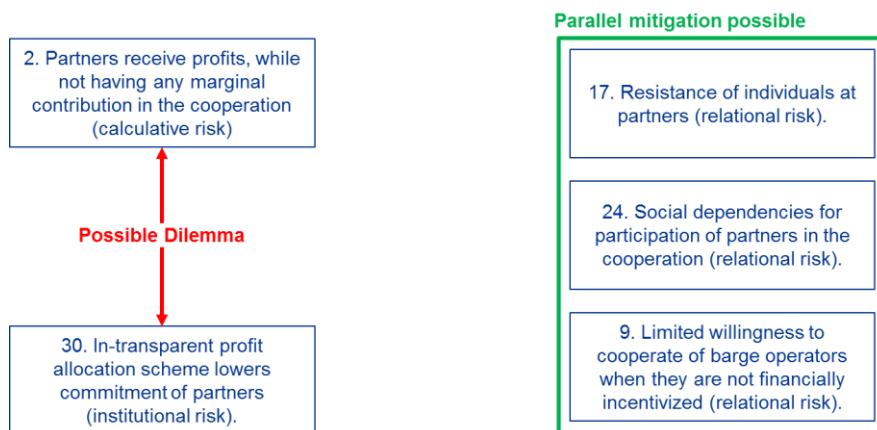 Parallel mitigation possible
2. Partners receive profits, while
not having any marginal
contribution in the cooperation
(calculative risk)
Possible Dilemma
30. In-transparent profit
allocation scheme lowers
commitment of partners
(institutional risk).
17. Resistance of individuals at
partners (relational risk).
24. Social dependencies for
participation of partners in the
cooperation (relational risk).
9. Limited willingness to
cooperate of barge operators
when they are not financially
incentivized (relational risk).